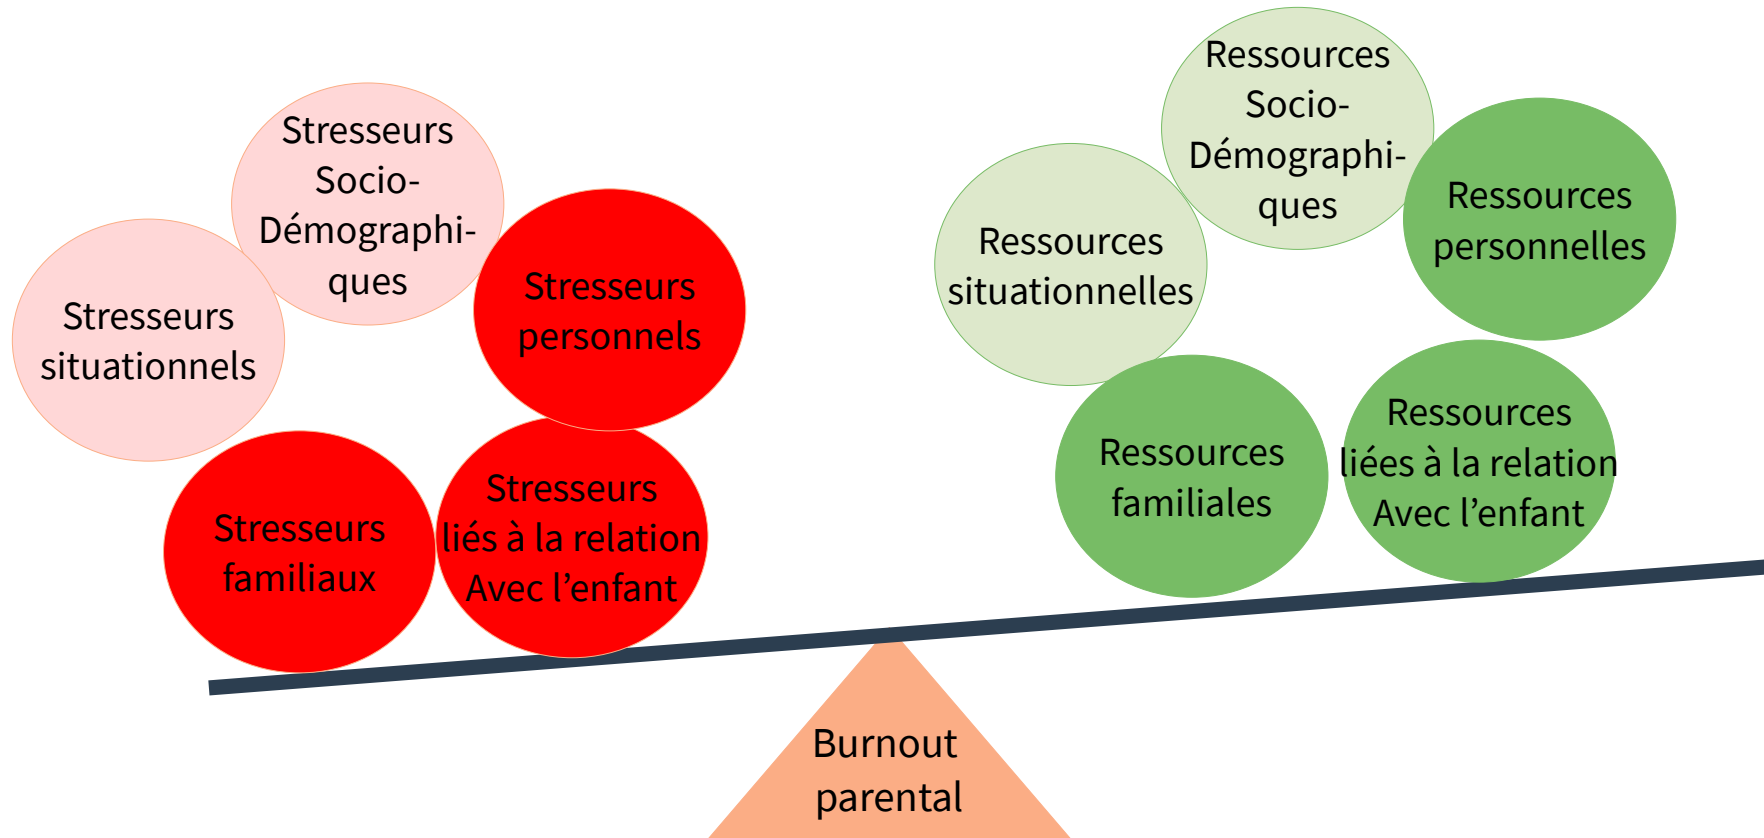 Stresseurs
Socio-
Démographi-
ques
Stresseurs
personnels
Stresseurs
situationnels
Stresseurs
familiaux
Stresseurs
liés à la relation
Avec l’enfant
Ressources
Socio-
Démographi-
ques
Ressources
personnelles
Ressources
situationnelles
Ressources
familiales
Ressources
liées à la relation
Avec l’enfant
Burnout
parental